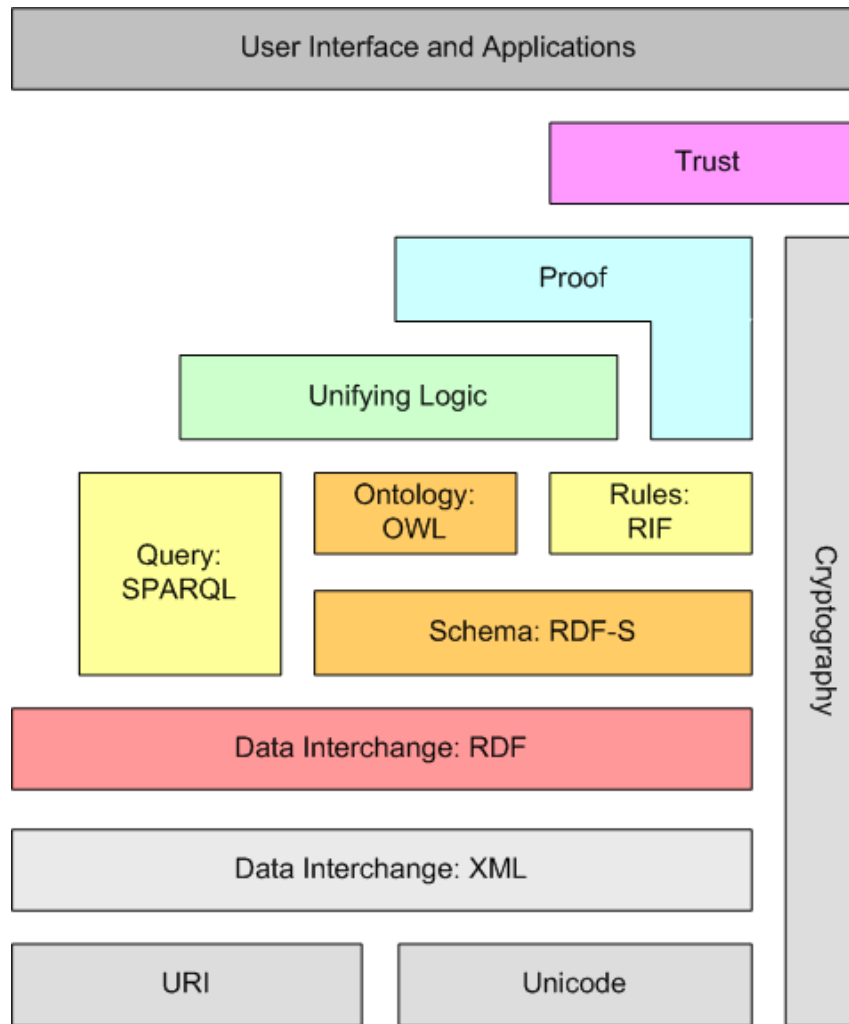 User Interface and Applications
Trust
Proof
Unifying Logic
Ontology:
OWL
Rules:
RIF
Query:
SPARQL
Schema: RDF-S
Cryptography
Data Interchange: RDF
Data Interchange: XML
URI
Unicode